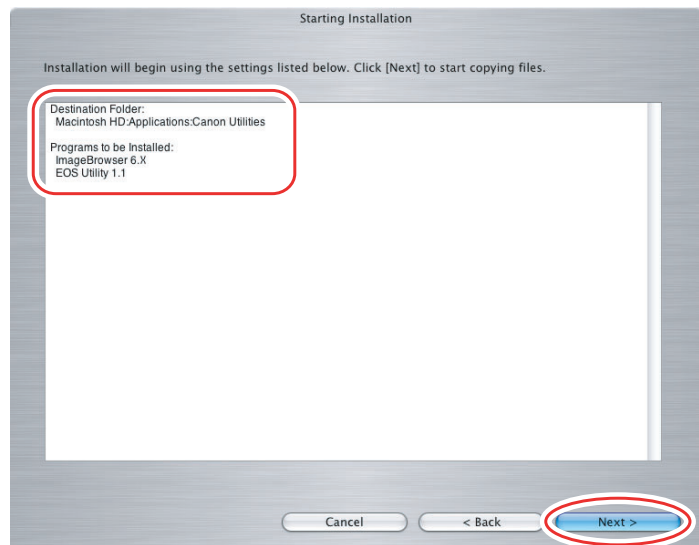 Starting Installation
Installation will begin using the settings listed below. Click [Next] to start copying files.
Destination Folder:
Macintosh HD:Applications:Canon Utilities
Programs to be Installed:
ImageBrowser 6.X
EOS Utility 1.1
Cancel
< Back
Next >